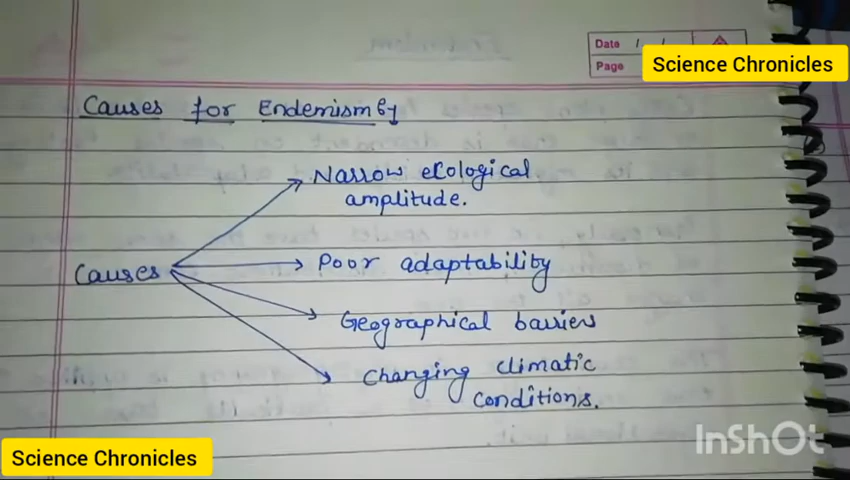 Date / /
Page
Science Chronicles
Causes for Endemism by
Narrow ecological
amplitude.
Causes
Poor adaptability
Geographical barriers
Changing climatic
conditions.
InShOt
Science Chronicles